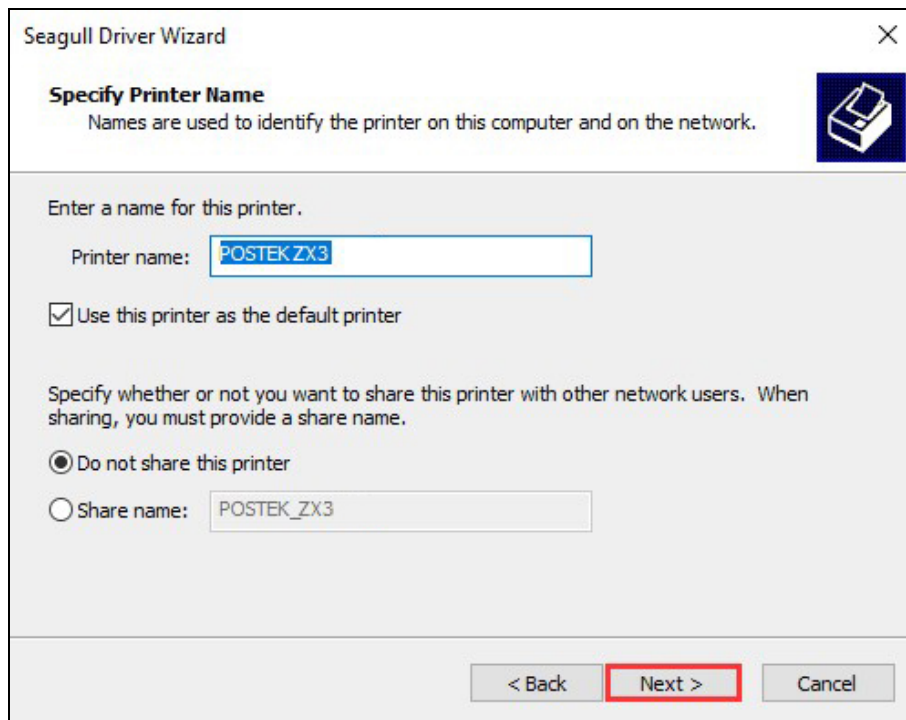 Seagull Driver Wizard
Specify Printer Name
Names are used to identify the printer on this computer and on the network.
Enter a name for this printer.
Printer name: POSTEK ZX3
Use this printer as the default printer
Specify whether or not you want to share this printer with other network users. When
sharing, you must provide a share name.
Do not share this printer
Share name: POSTEK_ZX3
< Back Next > Cancel